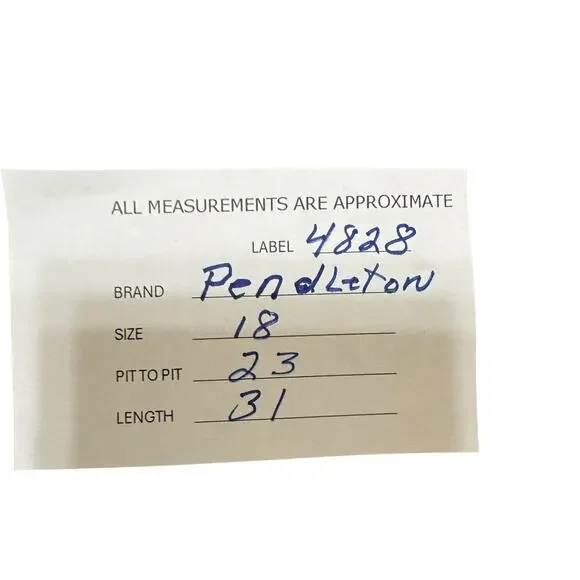 ALL MEASUREMENTS ARE APPROXIMATE
LABEL 4828
BRAND Pendleton
SIZE 18
PIT TO PIT 23
LENGTH 31